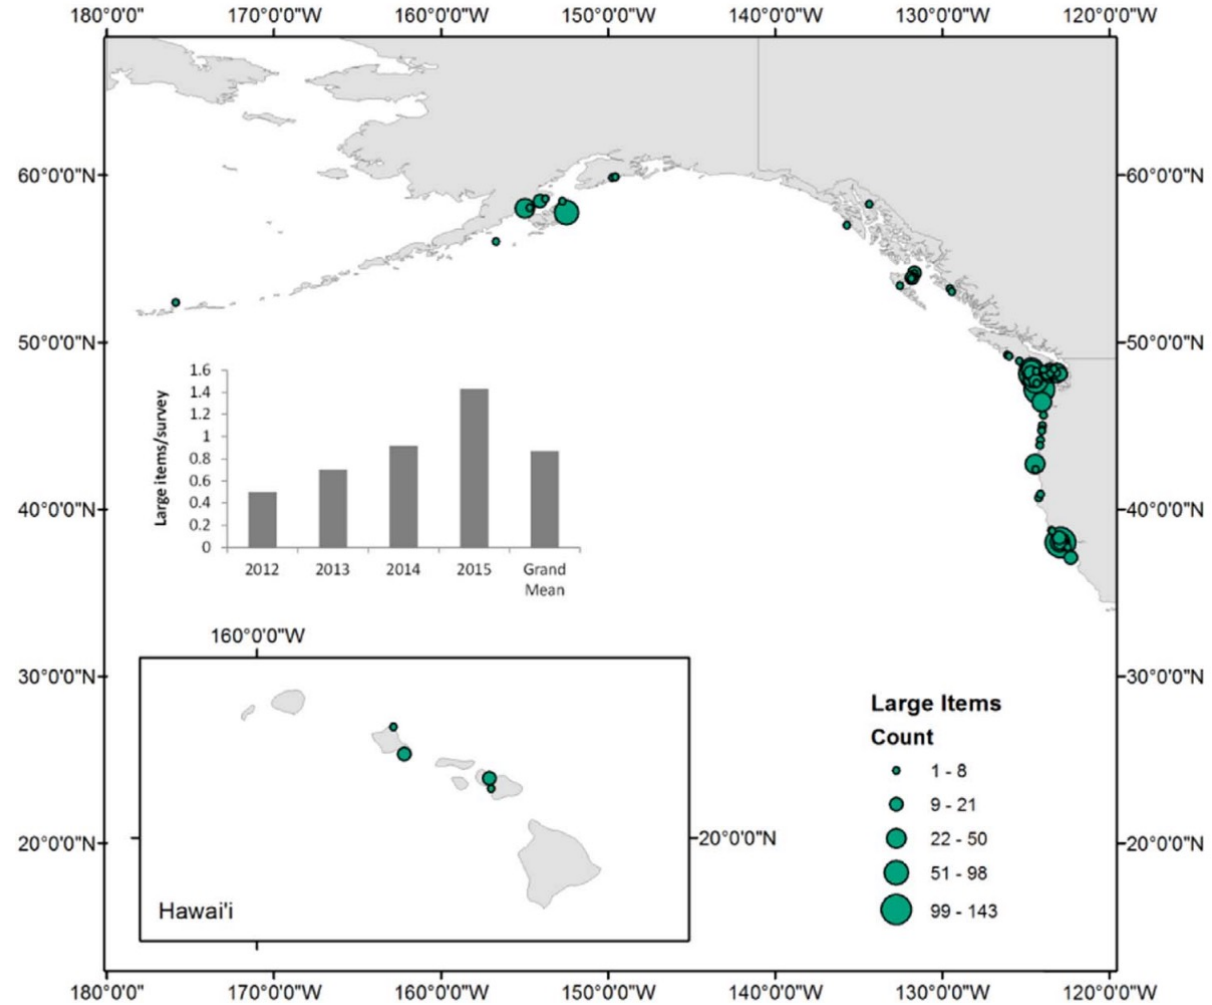 180°0'0" 170°0'0"W 160°0'0"W 150°0'0"W 140°0'0"W 130°0'0"W 120°0'0"W
60°0'0"N 60°0'0"N
50°0'0"N 50°0'0"N
1.6
1.4
1.2
1
0.8
0.6
0.4
0.2
0
Large items/survey
2012 2013 2014 2015 Grand
Mean
40°0'0"N 40°0'0"N
160°0'0"W
30°0'0"N 30°0'0"N
Large Items
Count
1 - 8
9 - 21
22 - 50
51 - 98
99 - 143
20°0'0"N 20°0'0"N 20°0'0"N
Hawai'i
180°0'0" 170°0'0"W 160°0'0"W 150°0'0"W 140°0'0"W 130°0'0"W 120°0'0"W